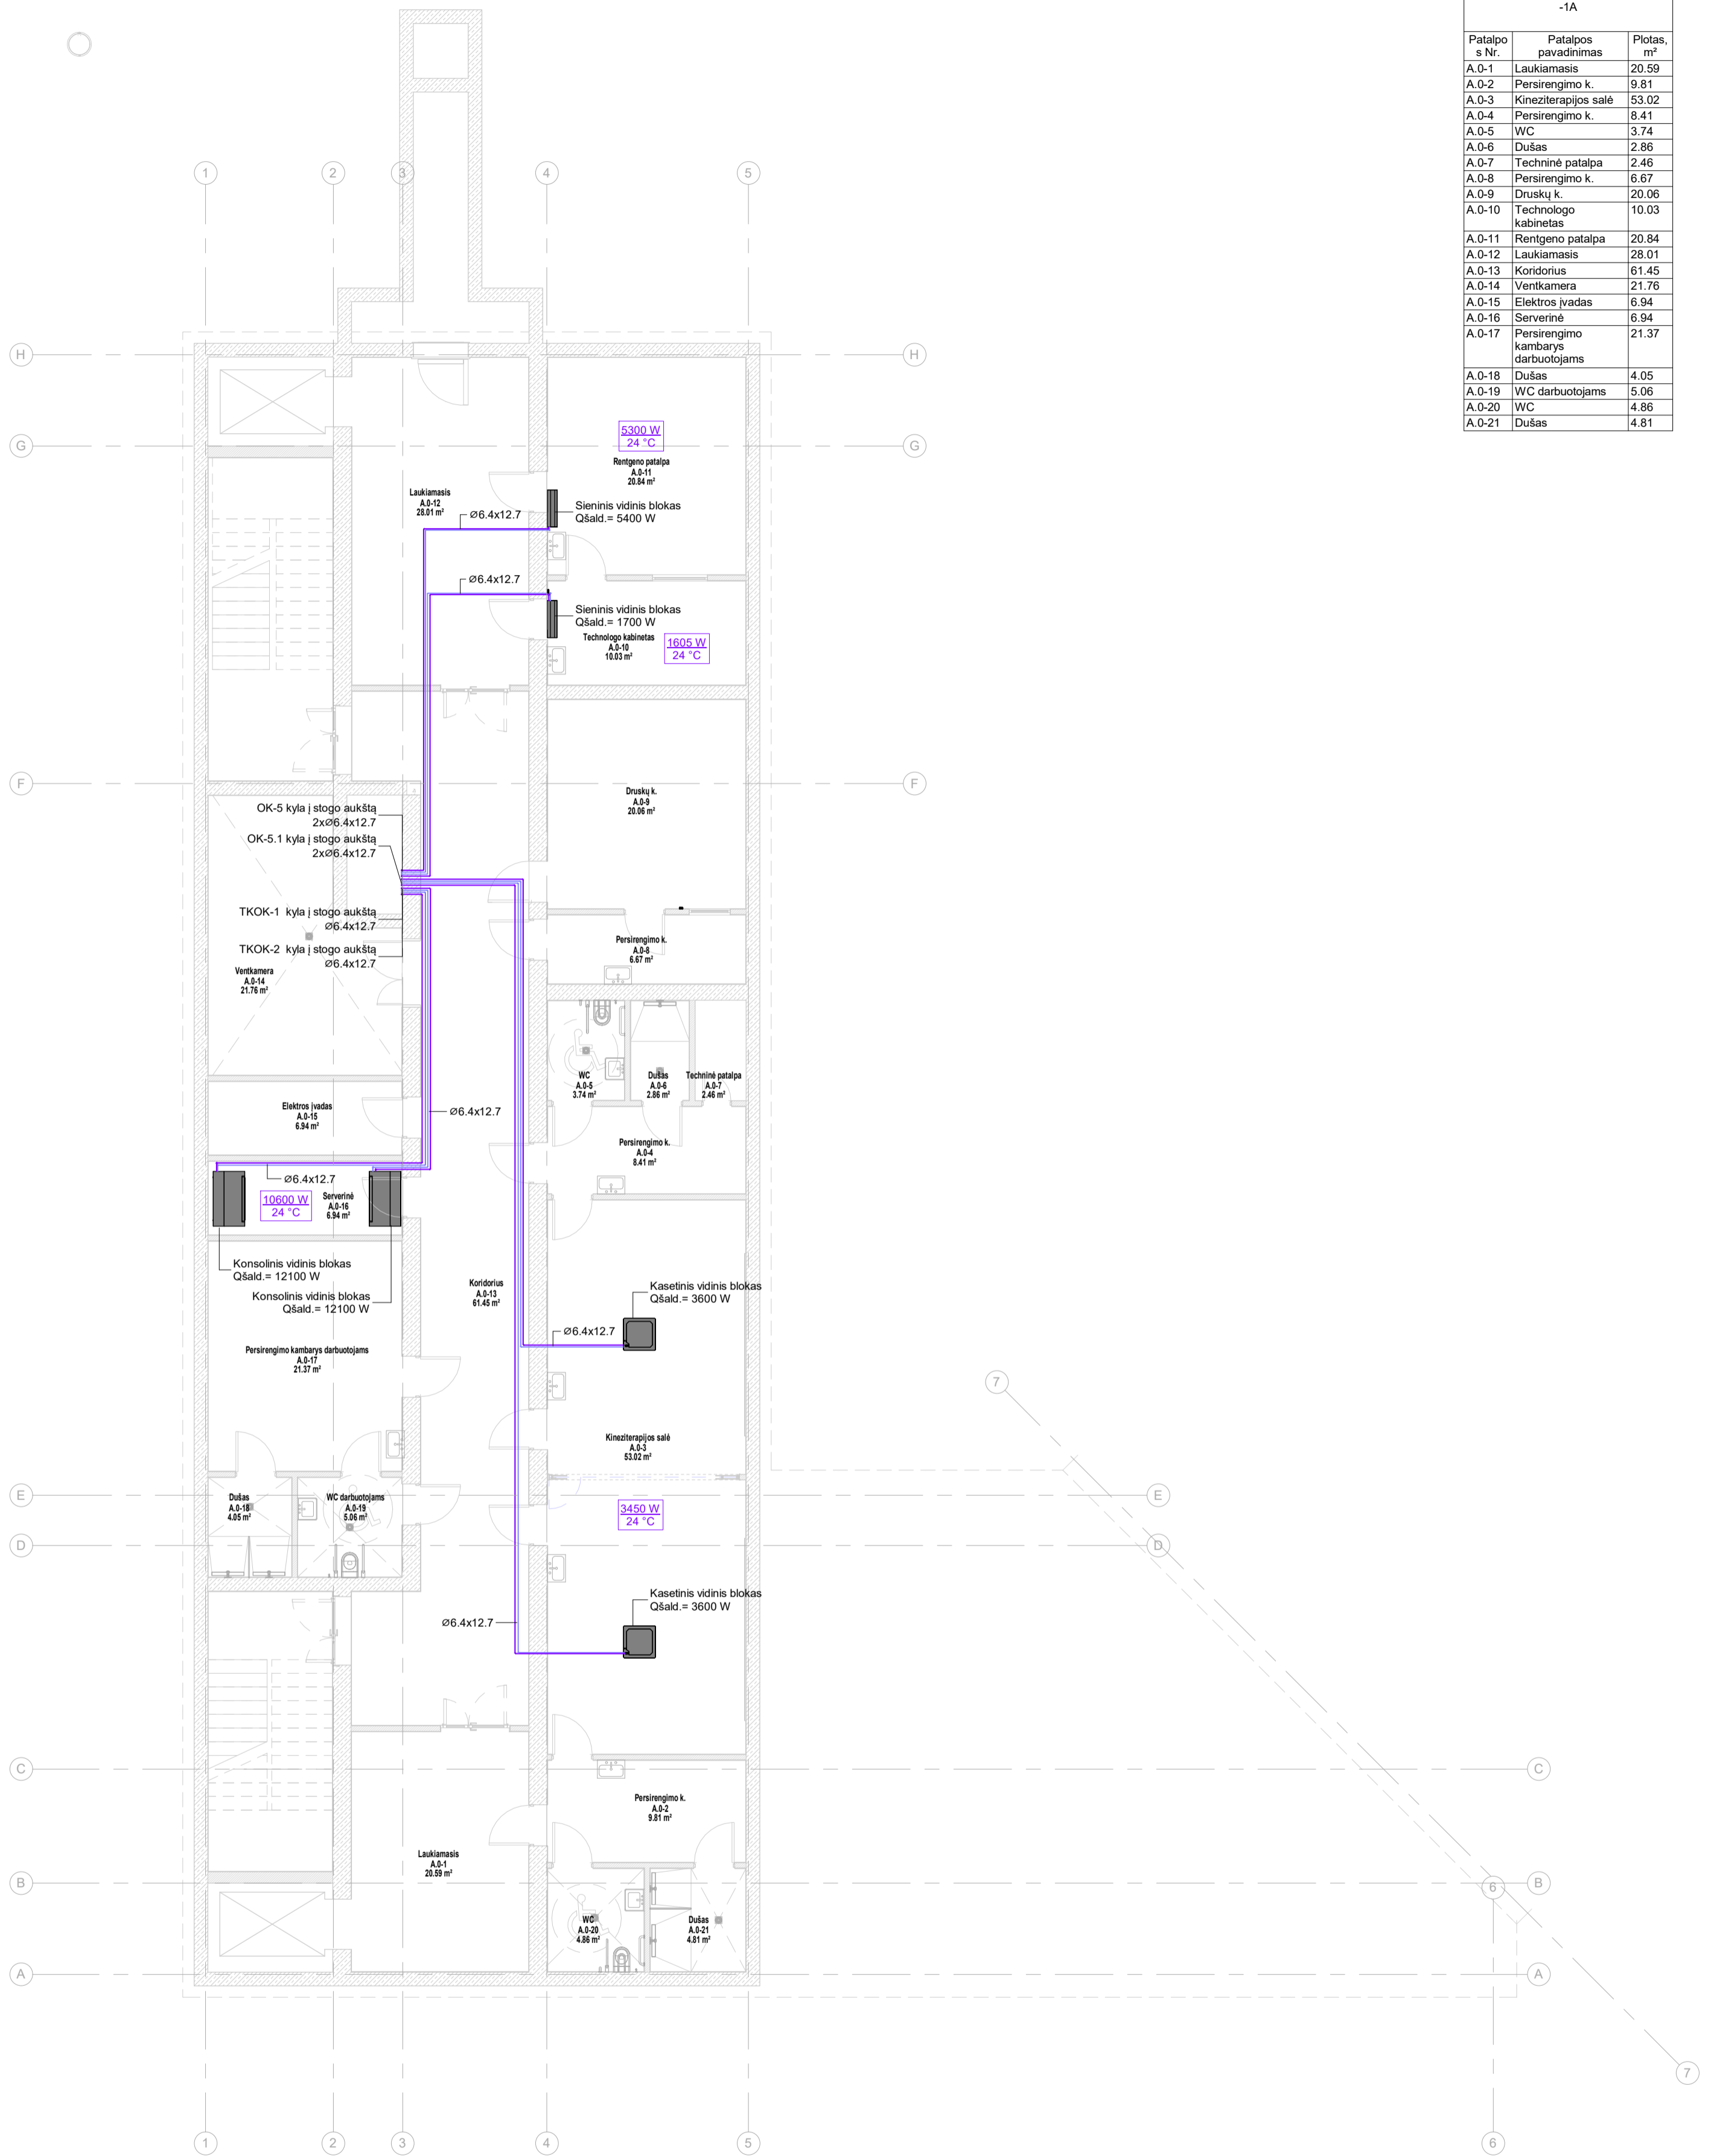 -1A
Patalpo
s Nr.
Patalpos
pavadinimas
Plotas,
m²
A.0-1 Laukiamasis 20.59
A.0-2 Persirengimo k. 9.81
A.0-3 Kineziterapijos salė 53.02
A.0-4 Persirengimo k. 8.41
A.0-5 WC 3.74
A.0-6 Dušas 2.86
A.0-7 Techninė patalpa 2.46
A.0-8 Persirengimo k. 6.67
A.0-9 Druskų k. 20.06
A.0-10 Technologo 10.03
kabinetas
A.0-11 Rentgeno patalpa 20.84
A.0-12 Laukiamasis 28.01
A.0-13 Koridorius 61.45
A.0-14 Ventkamera 21.76
A.0-15 Elektros įvadas 6.94
A.0-16 Serverinė 6.94
A.0-17 Persirengimo 21.37
kambarys
darbuotojams
A.0-18 Dušas 4.05
A.0-19 WC darbuotojams 5.06
A.0-20 WC 4.86
A.0-21 Dušas 4.81
1 2 3 4 5
H H
G G
5300 W
24 °C
Rentgeno patalpa
A.0-11
20.84 m²
Laukiamasis
A.0-12
28.01 m²
Sieninis vidinis blokas
Qšald.= 5400 W
Ø6.4x12.7
Ø6.4x12.7
Sieninis vidinis blokas
Qšald.= 1700 W
Technologo kabinetas
A.0-10
10.03 m²
1605 W
24 °C
F F
Druskų k.
A.0-9
20.06 m²
OK-5 kyla į stogo aukštą
2xØ6.4x12.7
OK-5.1 kyla į stogo aukštą
2xØ6.4x12.7
TKOK-1 kyla į stogo aukštą
Ø6.4x12.7
TKOK-2 kyla į stogo aukštą
Ø6.4x12.7
Persirengimo k.
A.0-8
6.67 m²
Ventkamera
A.0-14
21.76 m²
WC
A.0-5
3.74 m²
Dušas
A.0-6
2.86 m²
Techninė patalpa
A.0-7
2.46 m²
Elektros įvadas
A.0-15
6.94 m²
Ø6.4x12.7
Persirengimo k.
A.0-4
8.41 m²
Ø6.4x12.7
10600 W
24 °C
Serverinė
A.0-16
6.94 m²
Konsolinis vidinis blokas
Qšald.= 12100 W
Konsolinis vidinis blokas
Qšald.= 12100 W
Koridorius
A.0-13
61.45 m²
Kasetinis vidinis blokas
Qšald.= 3600 W
Ø6.4x12.7
Persirengimo kambarys darbuotojams
A.0-17
21.37 m²
7
Kineziterapijos salė
A.0-3
53.02 m²
E E
Dušas
A.0-18
4.05 m²
WC darbuotojams
A.0-19
5.06 m²
3450 W
24 °C
D D
Kasetinis vidinis blokas
Qšald.= 3600 W
Ø6.4x12.7
C C
Persirengimo k.
A.0-2
9.81 m²
Laukiamasis
A.0-1
20.59 m²
B 6 B
WC
A.0-20
4.86 m²
Dušas
A.0-21
4.81 m²
A A
7
1 2 3 4 5 6